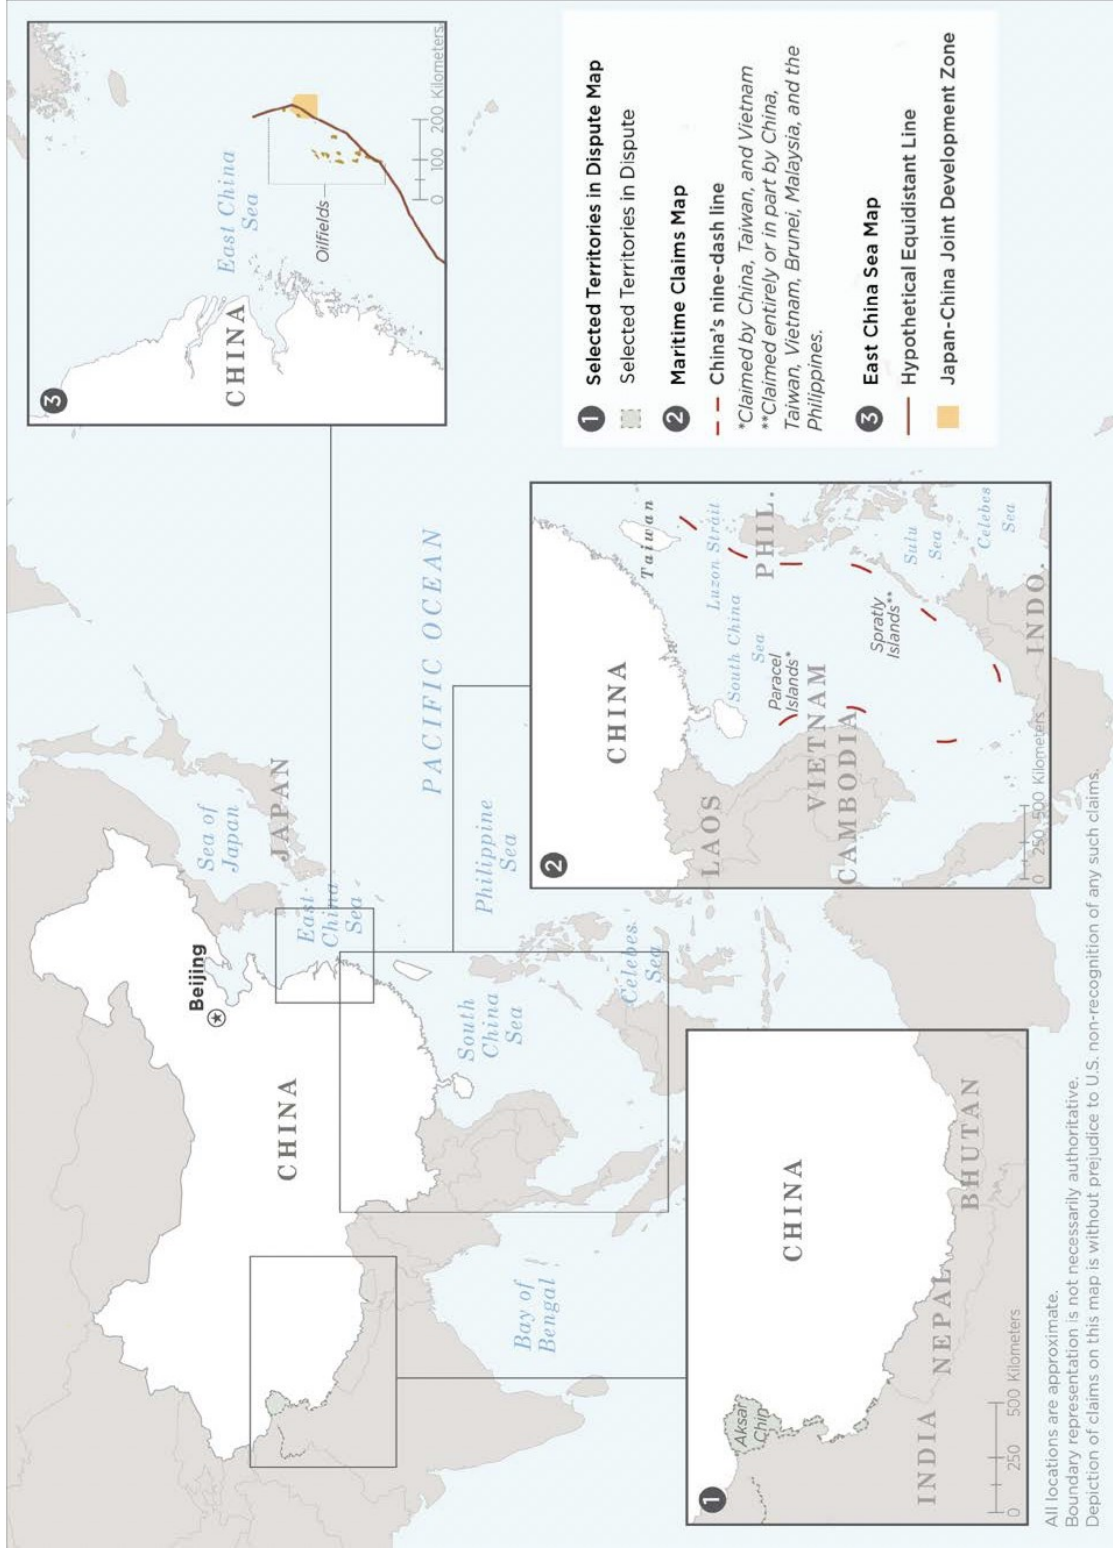 Beijing
CHINA
Sea of
Japan
JAPAN
East
China
Sea
PACIFIC OCEAN
Philippine
Sea
South
China
Sea
Celebes
Sea
Bay of
Bengal
3
CHINA
East China
Sea
Oilfields
0 100 200 Kilometers
1
Aksai
Chin
CHINA
INDIA
NEPAL
BHUTAN
0 250 500 Kilometers
2
CHINA
Taiwan
LAOS
South China
Sea
Luzon Strait
Paracel
Islands*
VIETNAM
CAMBODIA
PHIL.
Spratly
Islands**
Sulu
Sea
Celebes
Sea
INDO.
0 250 500 Kilometers
1 Selected Territories in Dispute Map
Selected Territories in Dispute
2 Maritime Claims Map
China's nine-dash line
*Claimed by China, Taiwan, and Vietnam
**Claimed entirely or in part by China,
Taiwan, Vietnam, Brunei, Malaysia, and the
Philippines.
3 East China Sea Map
Hypothetical Equidistant Line
Japan-China Joint Development Zone
All locations are approximate.
Boundary representation is not necessarily authoritative.
Depiction of claims on this map is without prejudice to U.S. non-recognition of any such claims.